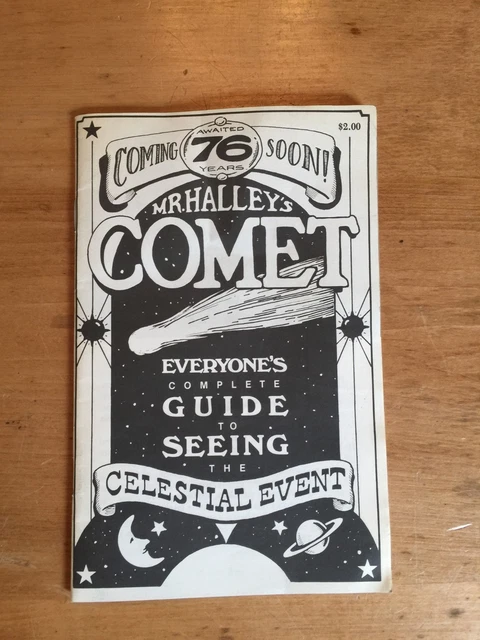 $2.00
AWAITED
COMING 76 SOON!
YEARS
MR. HALLEY'S
COMET
EVERYONE'S
COMPLETE
GUIDE
TO
SEEING
THE
CELESTIAL EVENT